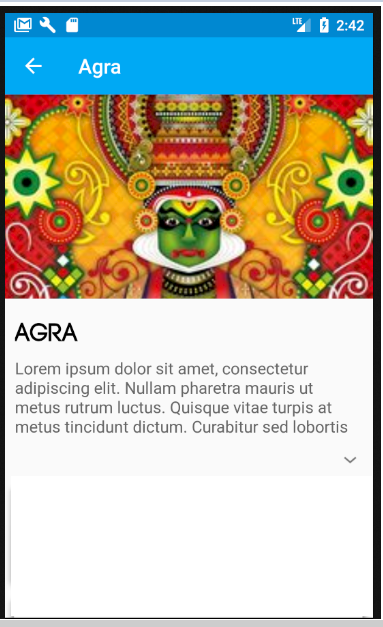 LTE 2:42
Agra
AGRA
Lorem ipsum dolor sit amet, consectetur
adipiscing elit. Nullam pharetra mauris ut
metus rutrum luctus. Quisque vitae turpis at
metus tincidunt dictum. Curabitur sed lobortis